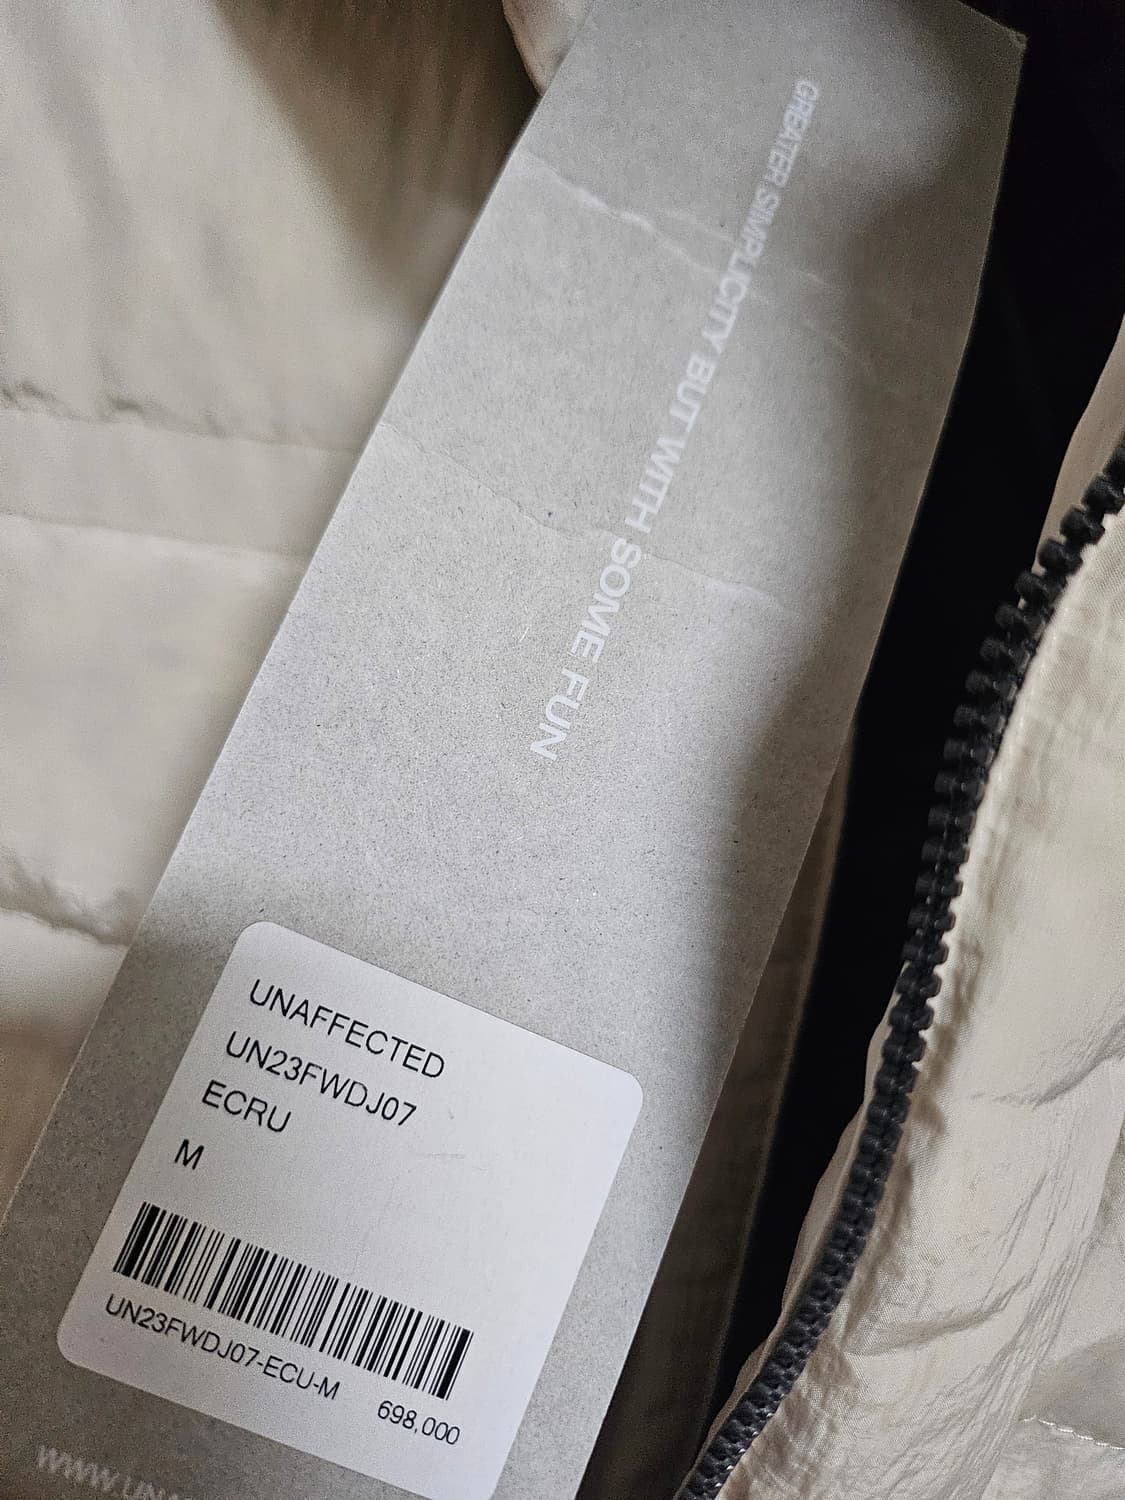 GREATER SIMPLICITY BUT WITH SOME FUN
UNAFFECTED
UN23FWDJ07
ECRU
M
UN23FWDJ07-ECU-M
698,000